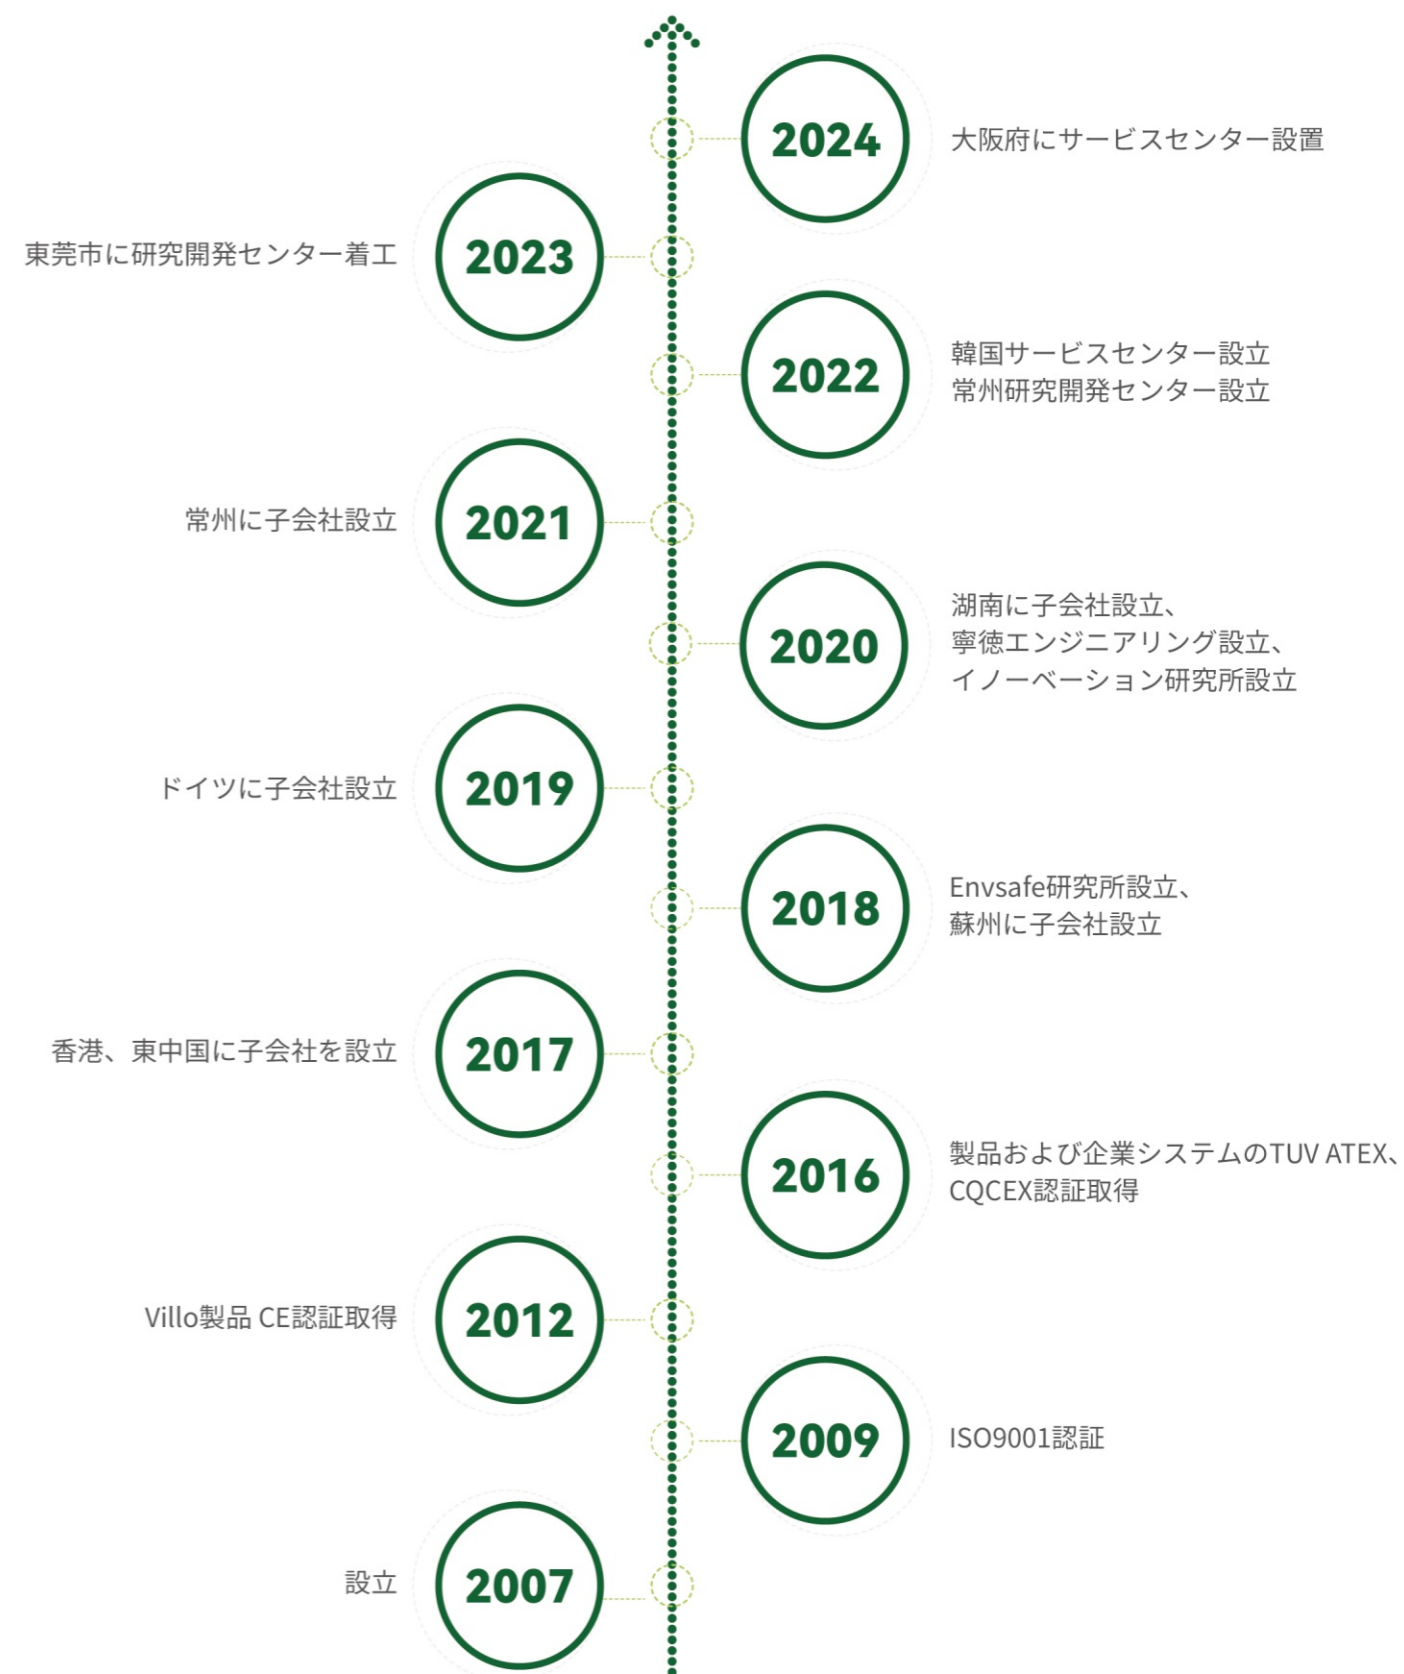 2024
大阪府にサービスセンター設置
東莞市に研究開発センター着工
2023
2022
韓国サービスセンター設立
常州研究開発センター設立
常州に子会社設立
2021
2020
湖南に子会社設立、
寧徳エンジニアリング設立、
イノーベーション研究所設立
ドイツに子会社設立
2019
2018
Envsafe研究所設立、
蘇州に子会社設立
香港、東中国に子会社を設立
2017
2016
製品および企業システムのTUV ATEX、
CQCEX認証取得
Villo製品 CE認証取得
2012
2009
ISO9001認証
設立
2007